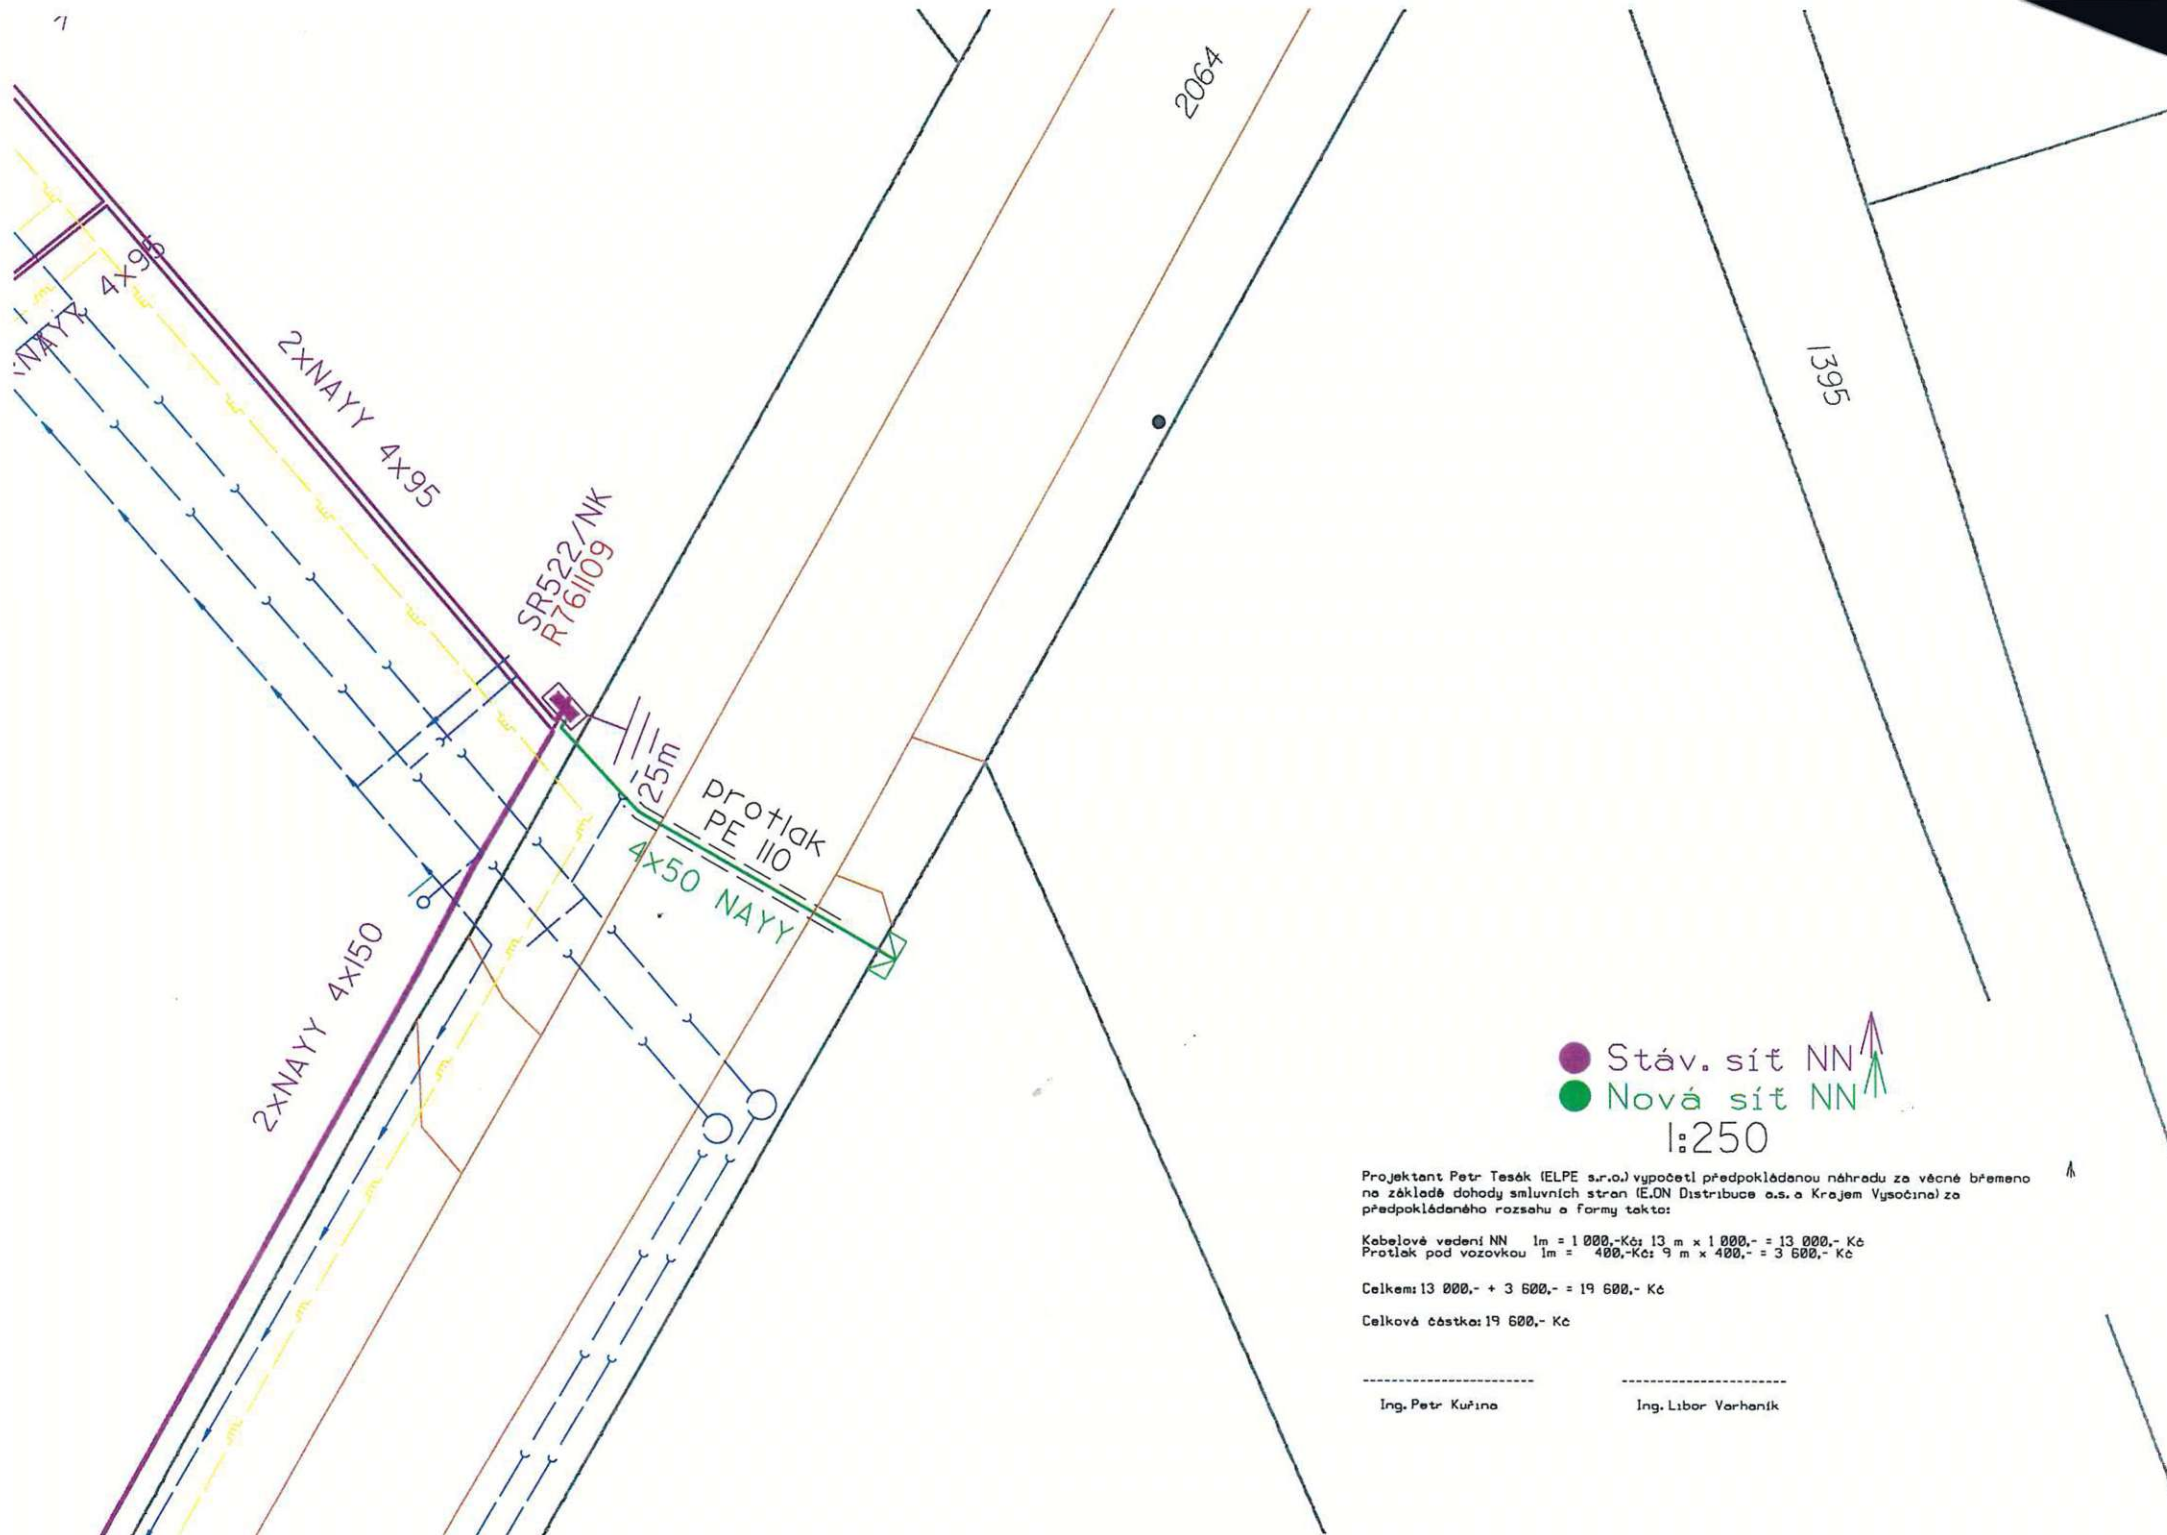 2064
1395
4x95
NAYY
2xNAYY 4x95
SR522/NK
R7611109
25m
protlak
PE 110
4x50 NAYY
2xNAYY 4x150
Stáv. síť NN
Nová síť NN
1:250
Projektant Petr Tesák (ELPE s.r.o.) vypočetl předpokládanou náhradu za věcné břemeno
na základě dohody smluvních stran (E.ON Distribuce a.s. a Krajem Vysočina) za
předpokládaného rozsahu a formy takto:
Kabelové vedení NN 1m = 1 000,-Kč: 13 m x 1 000,- = 13 000,- Kč
Protlak pod vozovkou 1m = 400,-Kč: 9 m x 400,- = 3 600,- Kč
Celkem: 13 000,- + 3 600,- = 19 600,- Kč
Celková částka: 19 600,- Kč
Ing. Petr Kuřina
Ing. Libor Varhaník